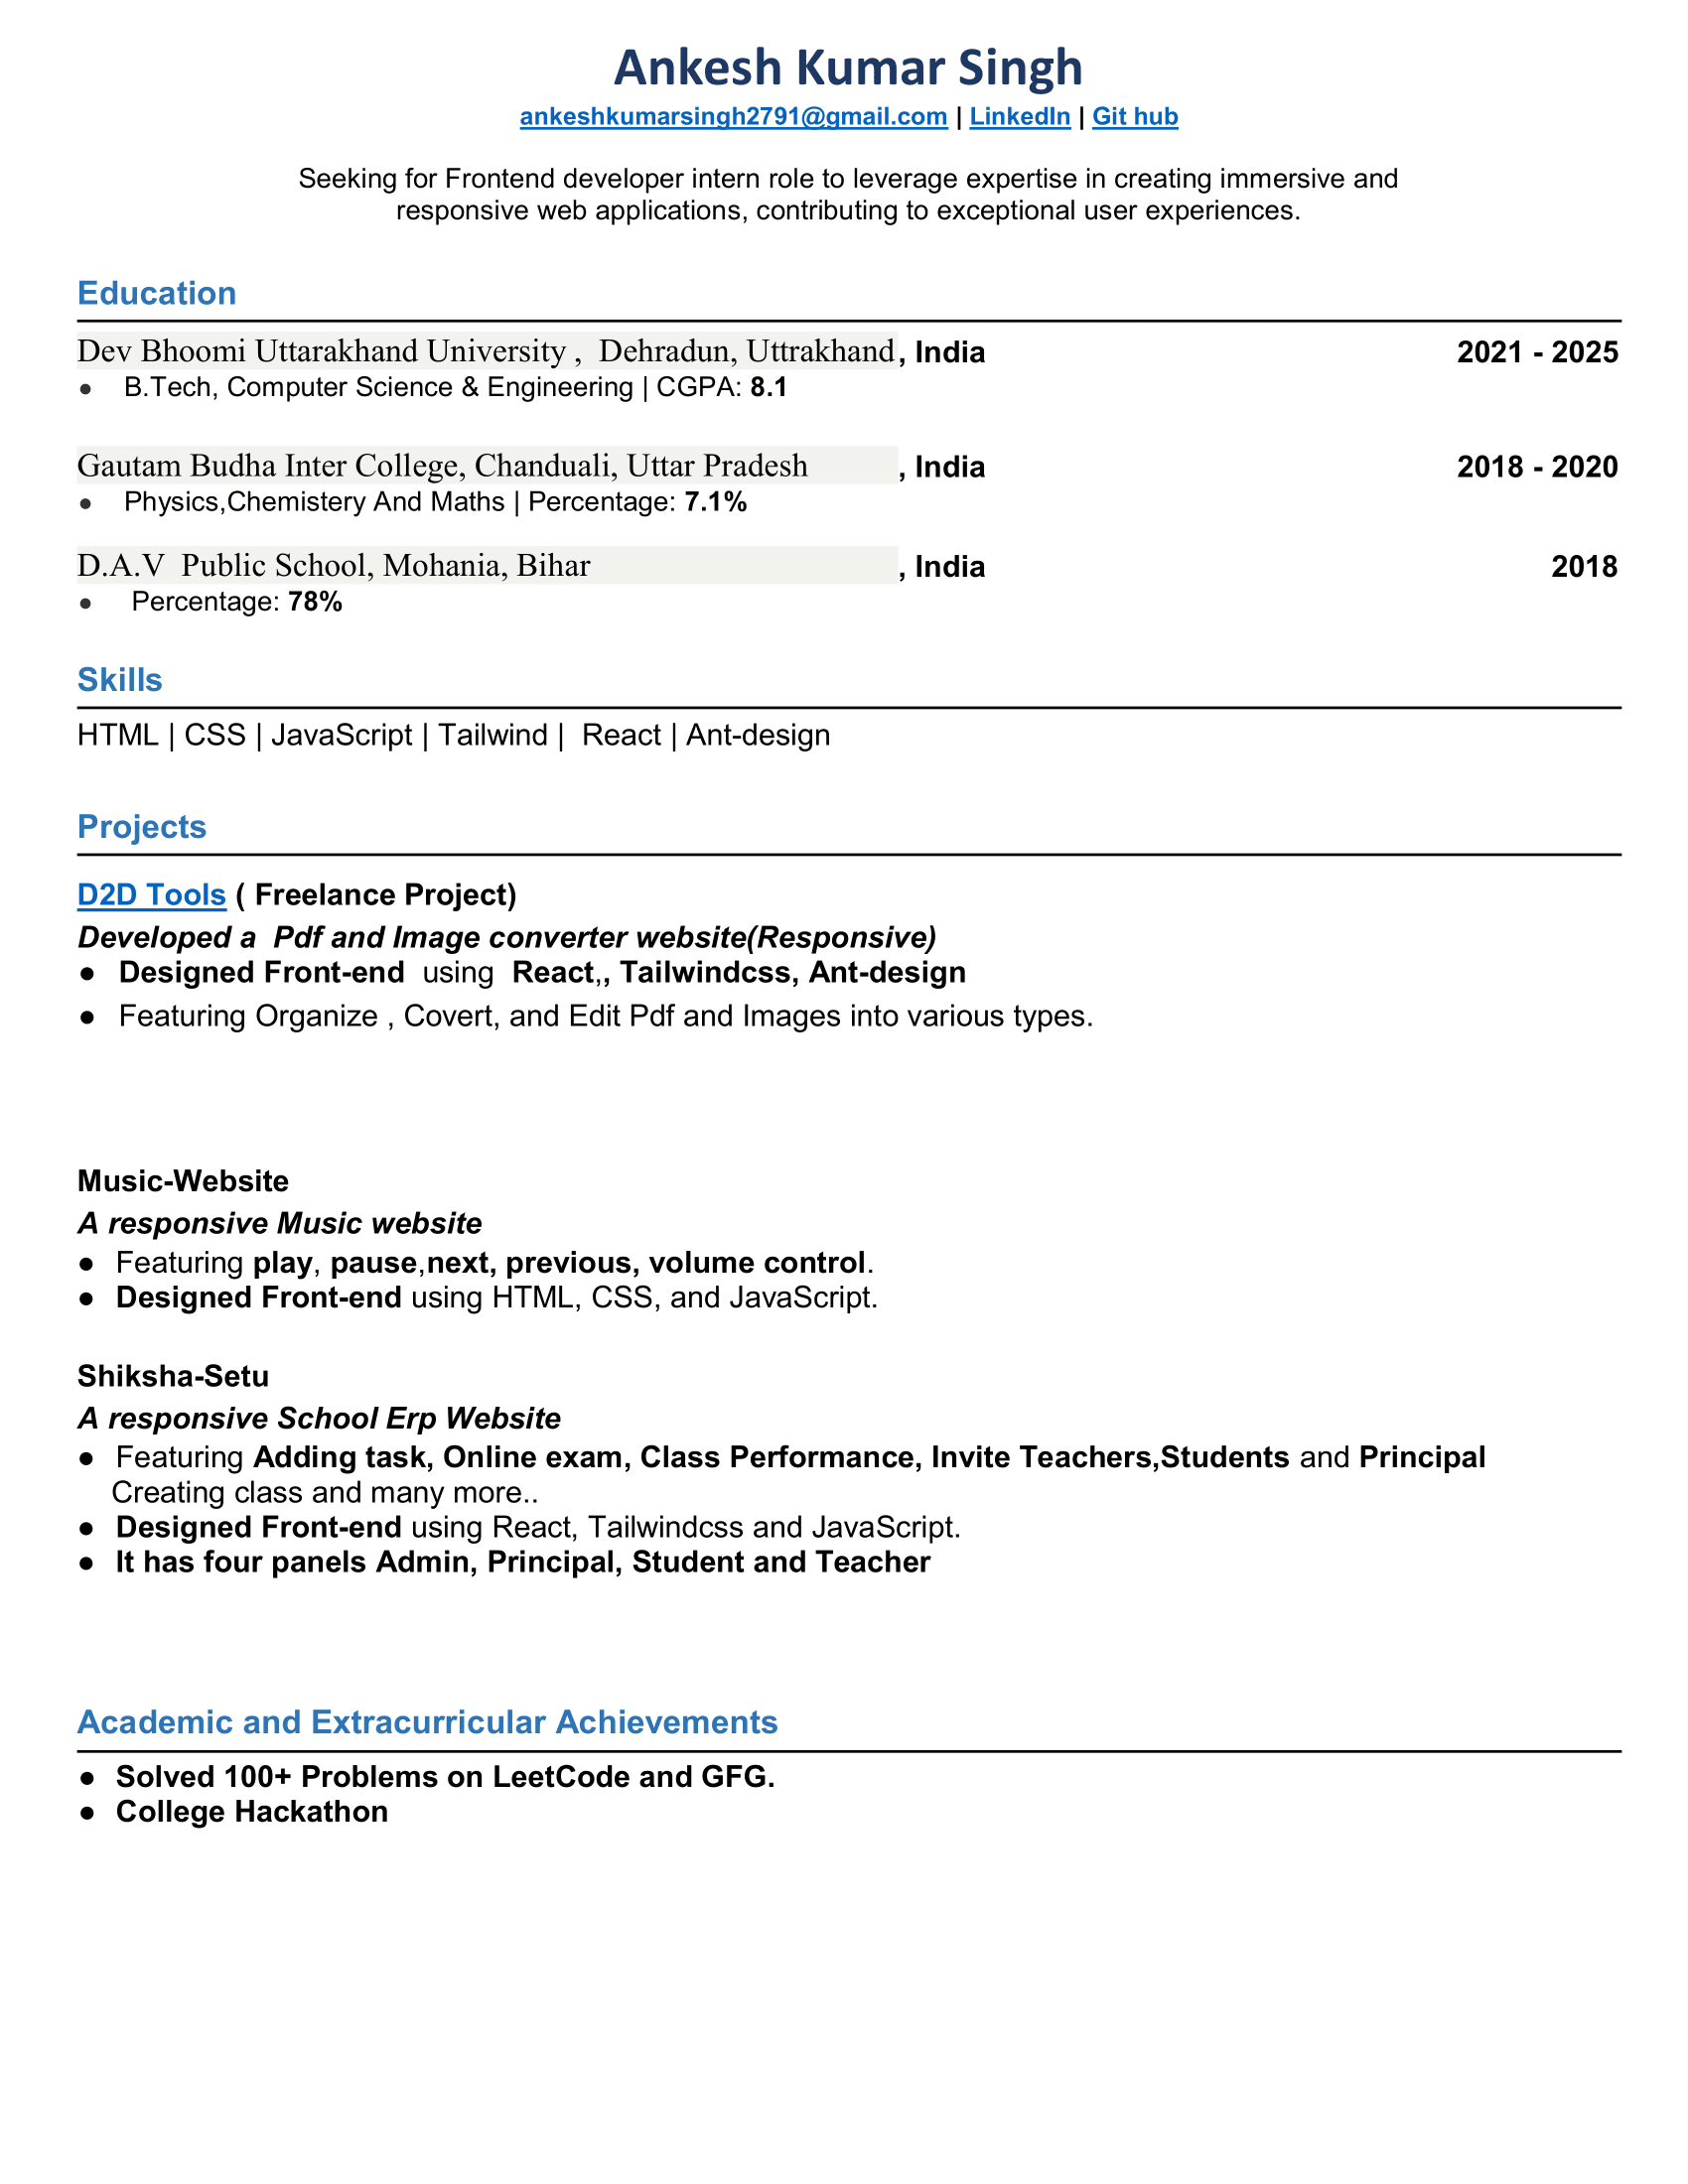 Ankesh Kumar Singh
ankeshkumarsingh2791@gmail.com | LinkedIn | Git hub
Seeking for Frontend developer intern role to leverage expertise in creating immersive and
responsive web applications, contributing to exceptional user experiences.
Education
Dev Bhoomi Uttarakhand University ,  Dehradun, Uttrakhand, India 2021 - 2025
● B.Tech, Computer Science & Engineering | CGPA: 8.1
Gautam Budha Inter College, Chanduali, Uttar Pradesh , India 2018 - 2020
● Physics,Chemistery And Maths | Percentage: 7.1%
D.A.V  Public School, Mohania, Bihar , India 2018
● Percentage: 78%
Skills
HTML | CSS | JavaScript | Tailwind |  React | Ant-design
Projects
D2D Tools ( Freelance Project)
Developed a  Pdf and Image converter website(Responsive)
● Designed Front-end  using  React,, Tailwindcss, Ant-design
● Featuring Organize , Covert, and Edit Pdf and Images into various types.
Music-Website
A responsive Music website
● Featuring play, pause,next, previous, volume control.
● Designed Front-end using HTML, CSS, and JavaScript.
Shiksha-Setu
A responsive School Erp Website
● Featuring Adding task, Online exam, Class Performance, Invite Teachers,Students and Principal
Creating class and many more..
● Designed Front-end using React, Tailwindcss and JavaScript.
● It has four panels Admin, Principal, Student and Teacher
Academic and Extracurricular Achievements
● Solved 100+ Problems on LeetCode and GFG.
● College Hackathon